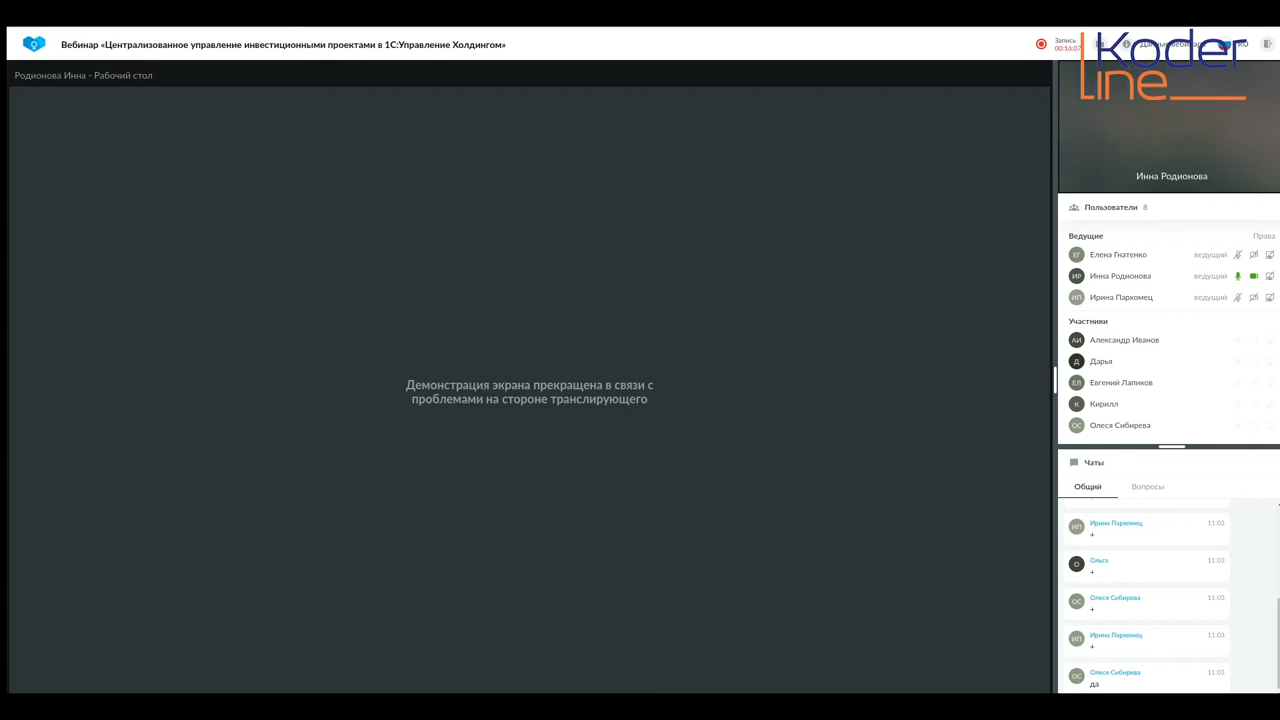 Вебинар «Централизованное управление инвестиционными проектами в 1С:Управление Холдингом»
Запись
00:16:07
RU
Koder
line
Родионова Инна - Рабочий стол
Демонстрация экрана прекращена в связи с
проблемами на стороне транслирующего
Инна Родионова
Пользователи 8
Ведущие Права
ЕГ Елена Гнатенко ведущий
ИР Инна Родионова ведущий
ИП Ирина Пархомец ведущий
Участники
АИ Александр Иванов
Д Дарья
ЕЛ Евгений Лапиков
К Кирилл
ОС Олеся Сибирева
Чаты
Общий Вопросы
ИП Ирина Пархомец 11:03
+
О Ольга
+
ОС Олеся Сибирева 11:03
+
ИП Ирина Пархомец 11:03
+
ОС Олеся Сибирева 11:03
да